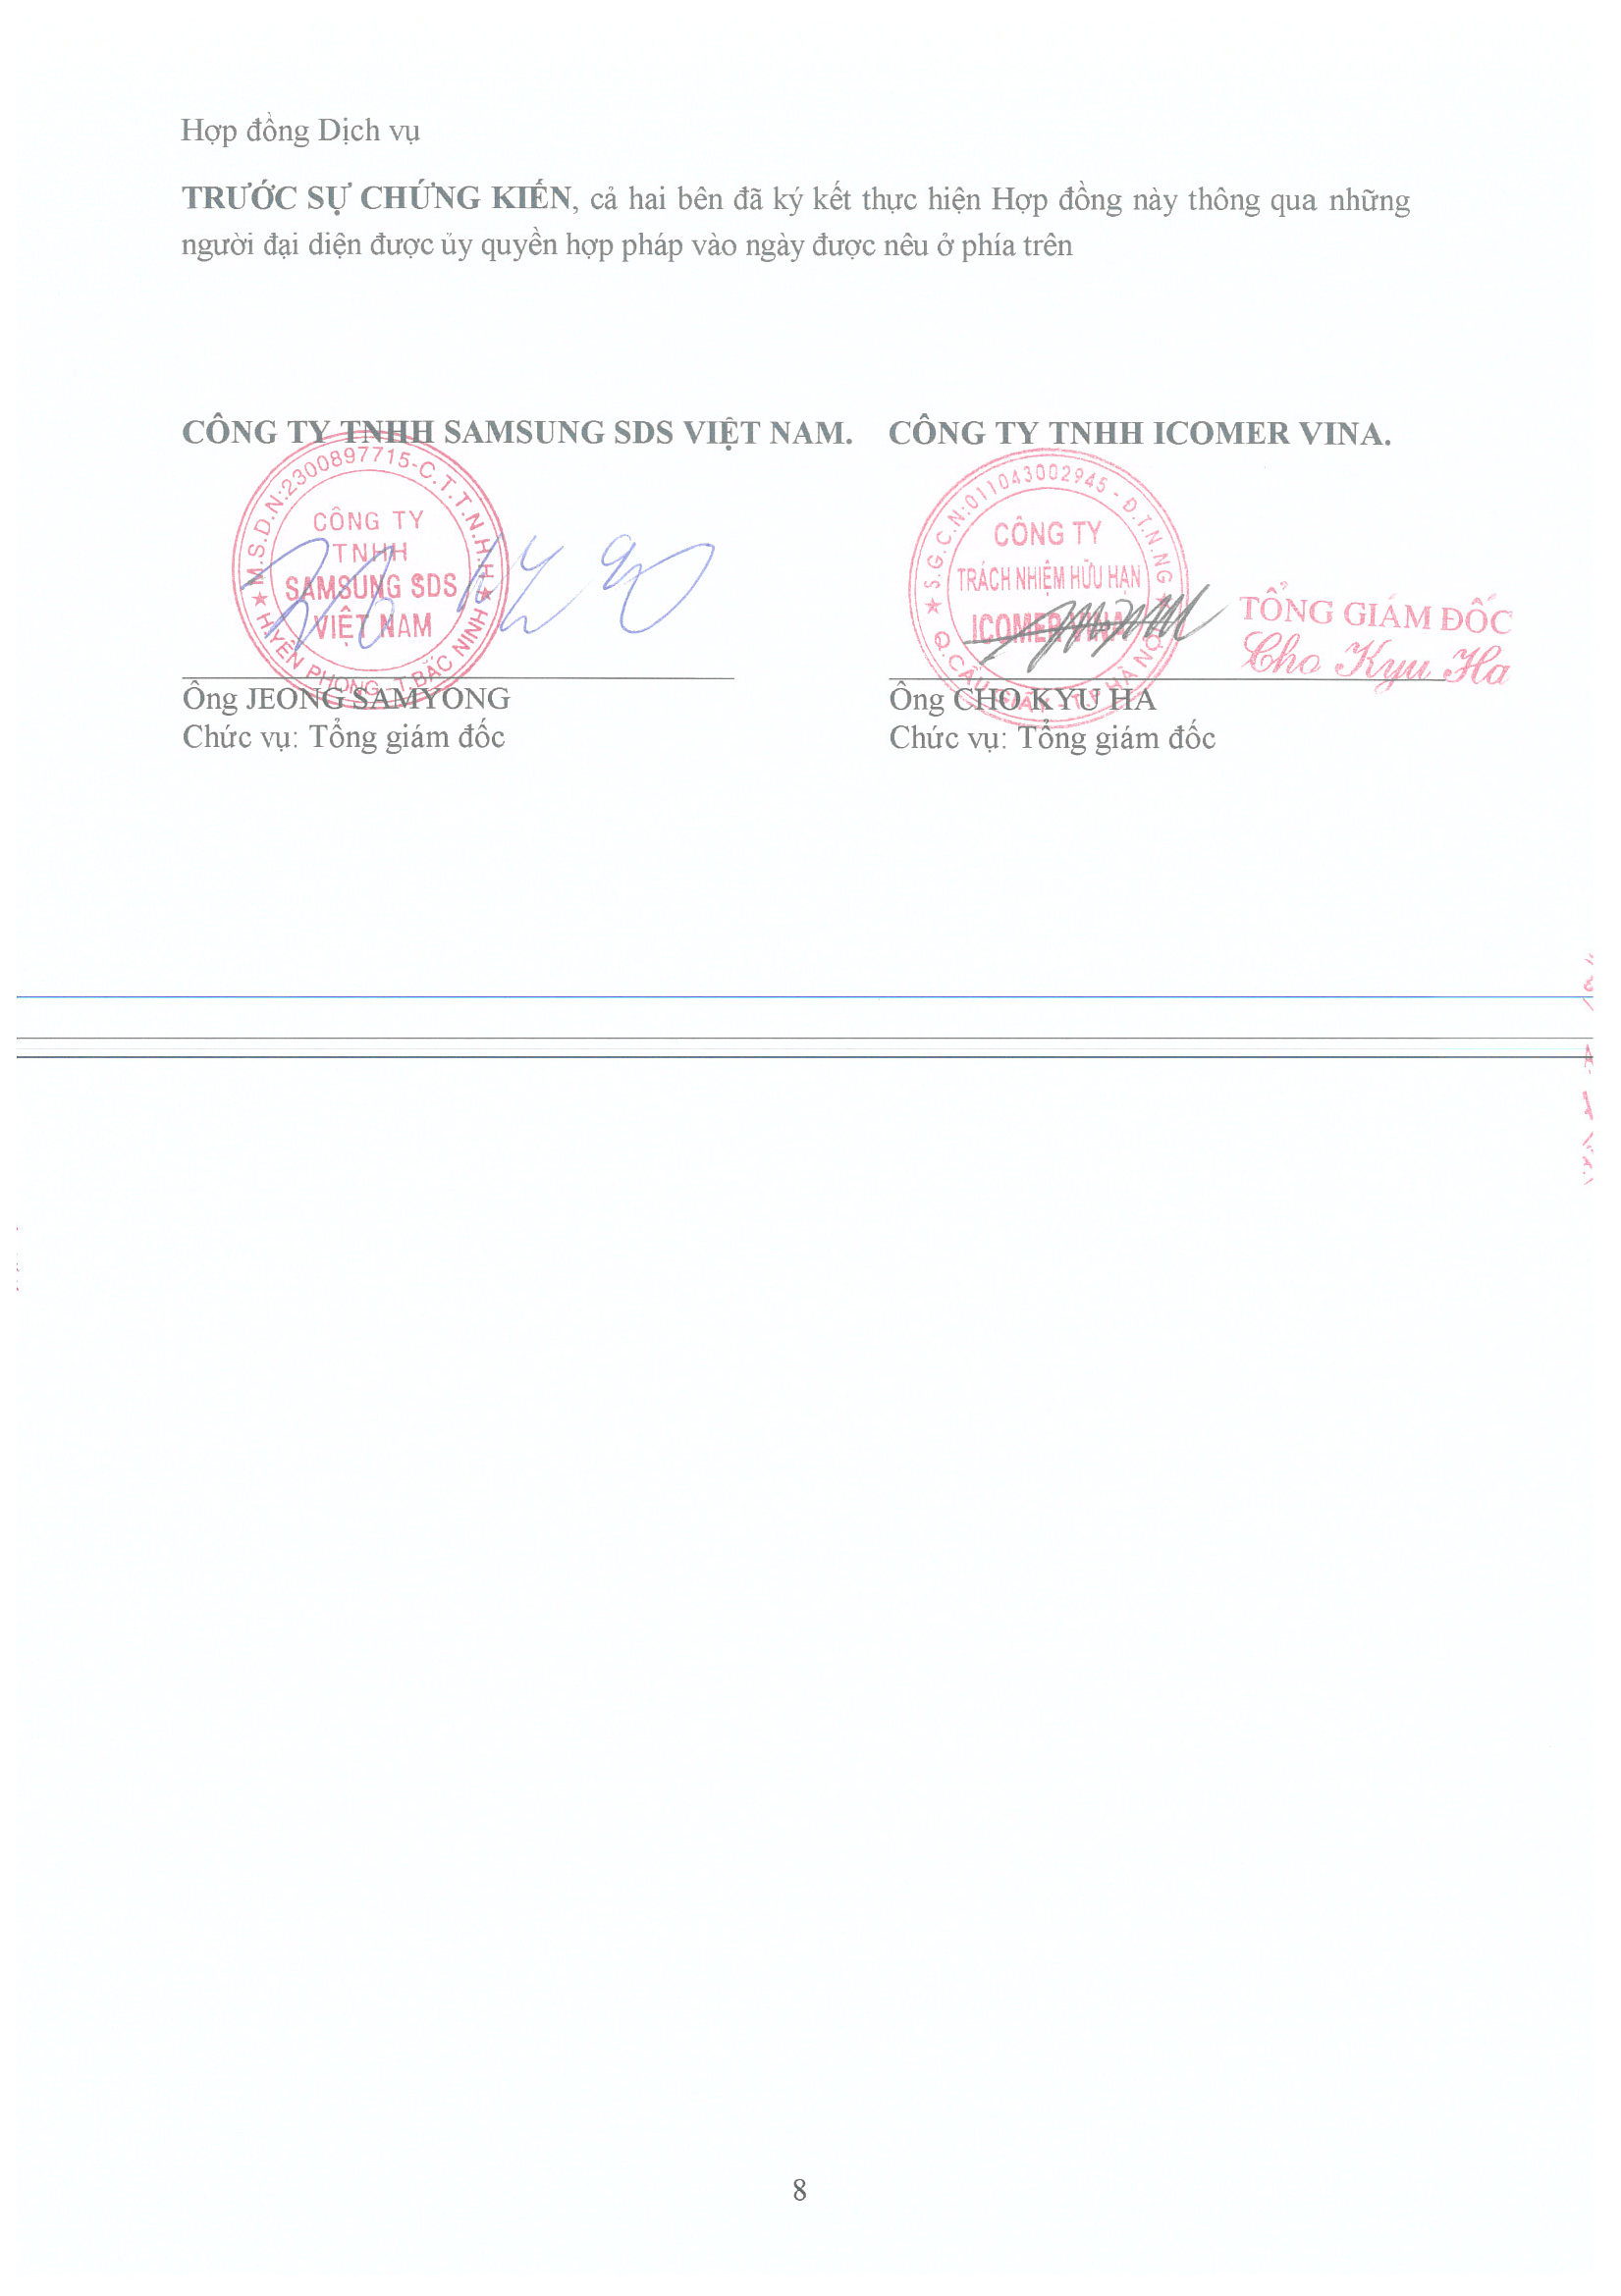 Hợp đồng Dịch vụ
TRƯỚC SỰ CHỨNG KIẾN, cả hai bên đã ký kết thực hiện Hợp đồng này thông qua những
người đại diện được ủy quyền hợp pháp vào ngày được nêu ở phía trên
CÔNG TY TNHH SAMSUNG SDS VIỆT NAM.
M.S.D.N:2300897715-C.T.T.N.H.H
CÔNG TY
TNHH
SAMSUNG SDS
VIỆT NAM
H.YÊN PHONG - T.BẮC NINH
Ông JEONG SAMYONG
Chức vụ: Tổng giám đốc
CÔNG TY TNHH ICOMER VINA.
S.G.C.N:011043002945 - Đ.T.N.NG
CÔNG TY
TRÁCH NHIỆM HỮU HẠN
ICOMER VINA
Q.CẦU GIẤY - T.P HÀ NỘI
TỔNG GIÁM ĐỐC
Cho Kyu Ha
Ông CHO KYU HA
Chức vụ: Tổng giám đốc
8